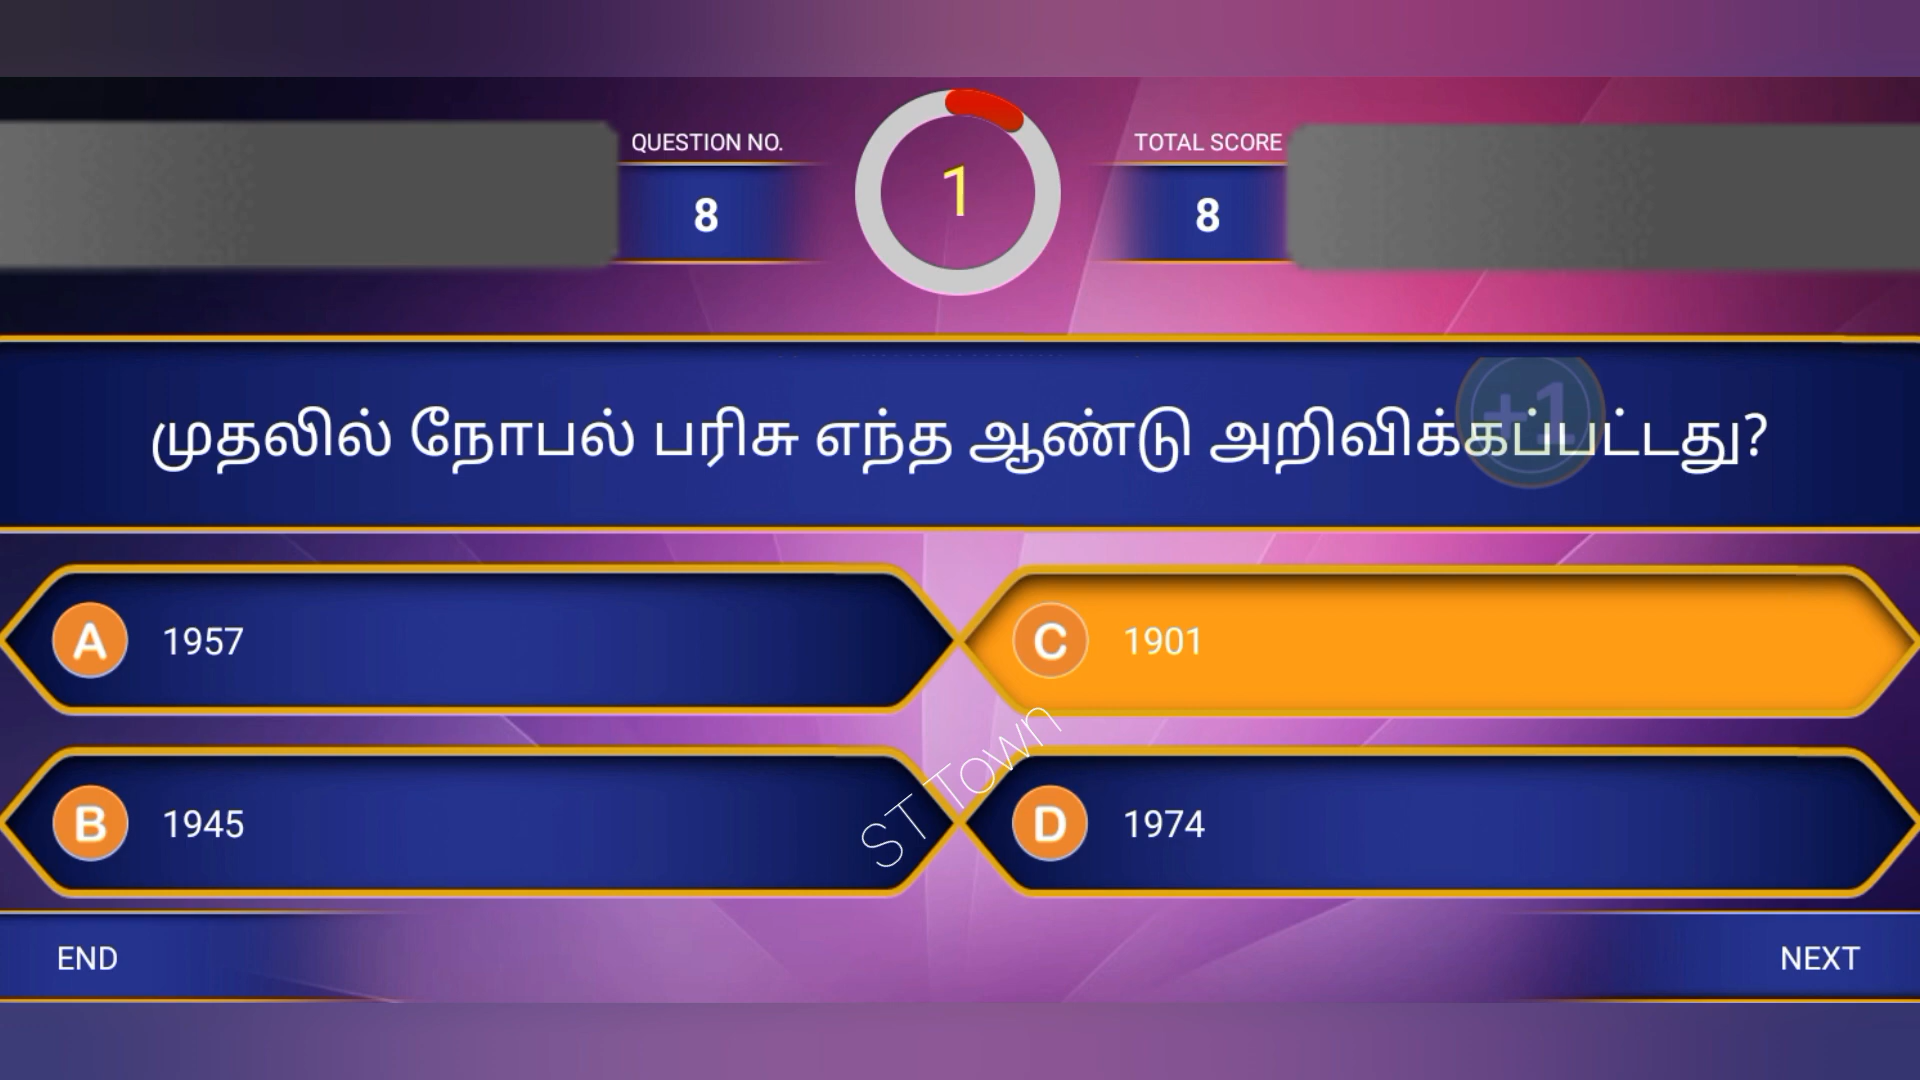 QUESTION NO.
8
1
TOTAL SCORE
8
+1
முதலில் நோபல் பரிசு எந்த ஆண்டு அறிவிக்கப்பட்டது?
A 1957
C 1901
B 1945
D 1974
ST Town
END
NEXT